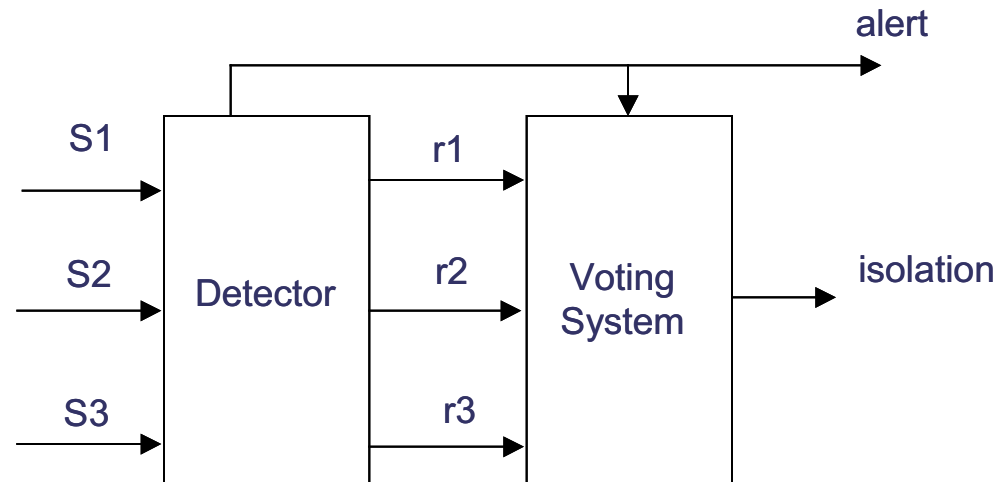 alert
S1
r1
S2
r2
Detector
Voting
System
isolation
S3
r3